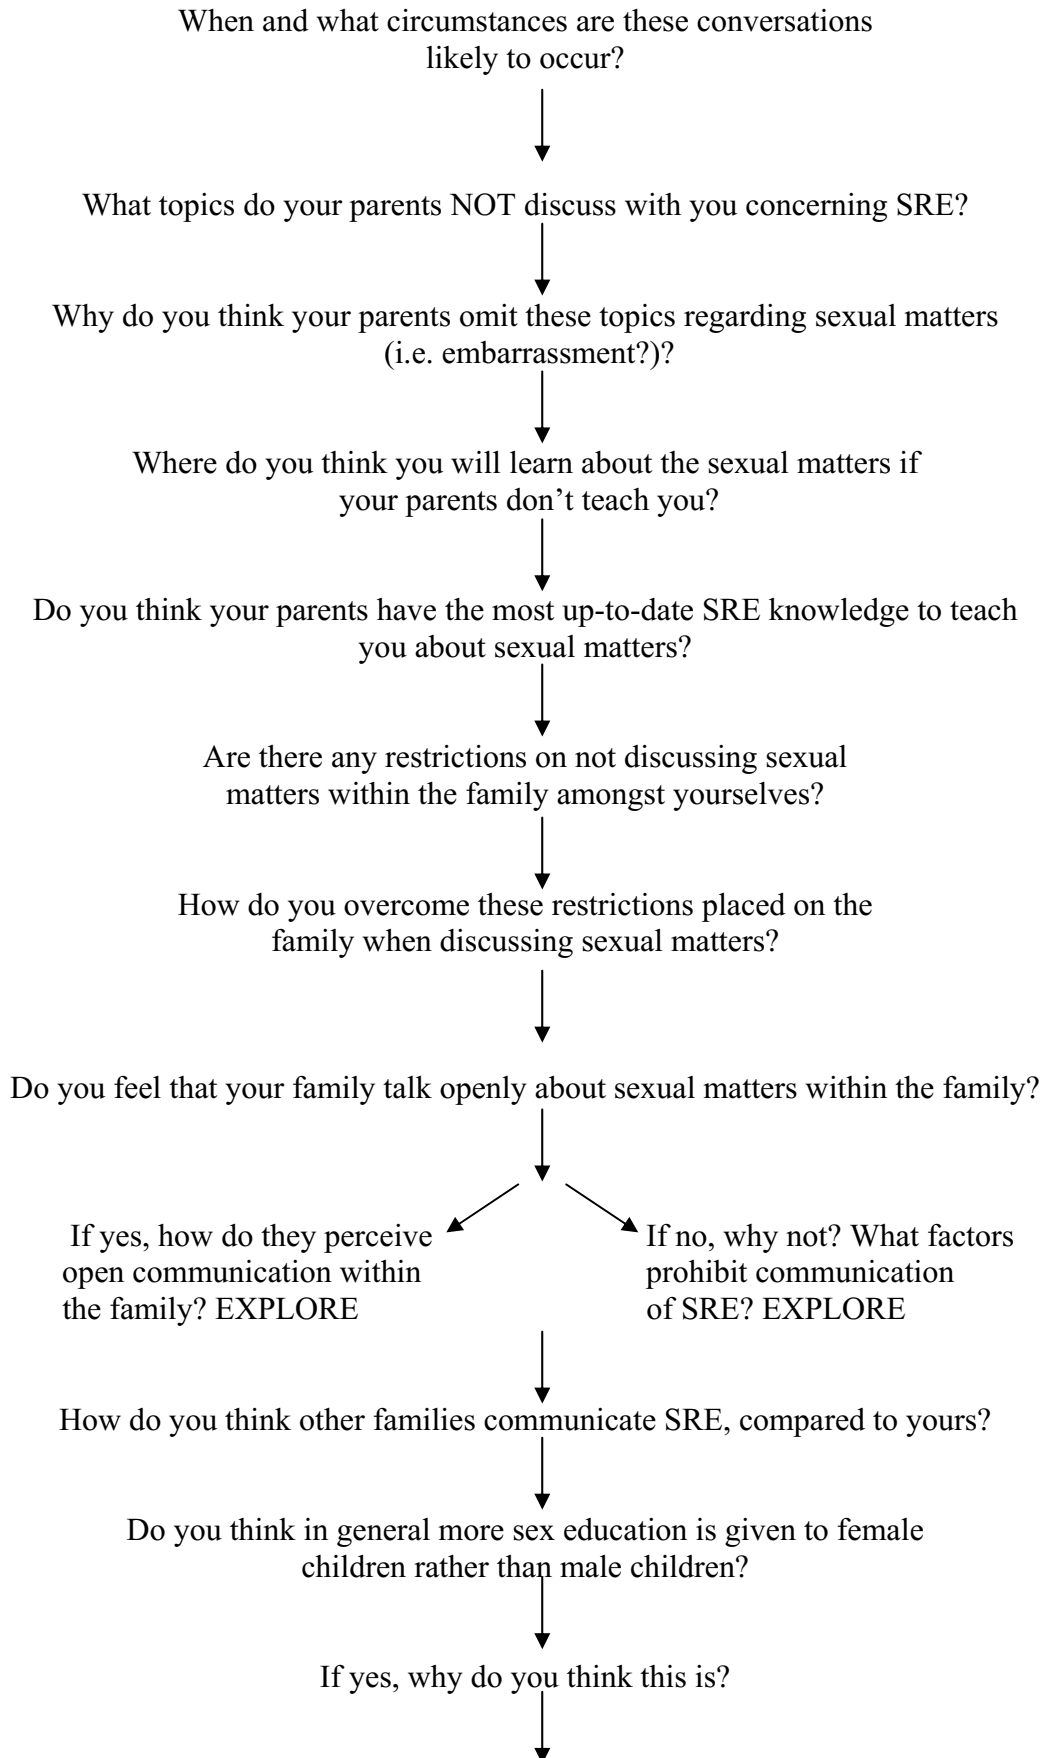 When and what circumstances are these conversations
likely to occur?
What topics do your parents NOT discuss with you concerning SRE?
Why do you think your parents omit these topics regarding sexual matters
(i.e. embarrassment?)?
Where do you think you will learn about the sexual matters if
your parents don’t teach you?
Do you think your parents have the most up-to-date SRE knowledge to teach
you about sexual matters?
Are there any restrictions on not discussing sexual
matters within the family amongst yourselves?
How do you overcome these restrictions placed on the
family when discussing sexual matters?
Do you feel that your family talk openly about sexual matters within the family?
If yes, how do they perceive
open communication within
the family? EXPLORE
If no, why not? What factors
prohibit communication
of SRE? EXPLORE
How do you think other families communicate SRE, compared to yours?
Do you think in general more sex education is given to female
children rather than male children?
If yes, why do you think this is?